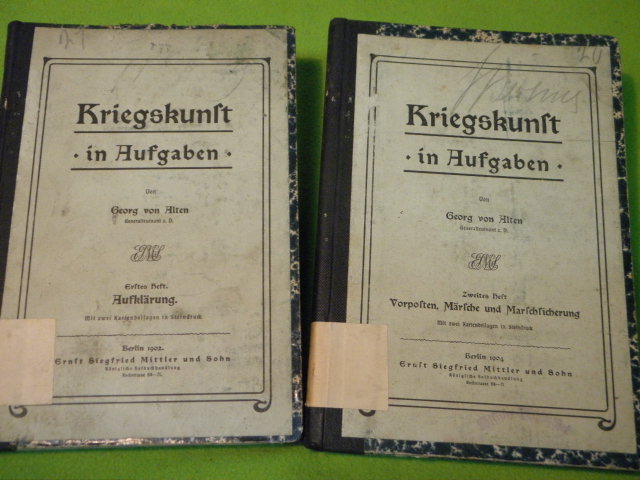 21
Kriegskunſt
· in Aufgaben ·
Von
Georg von Alten
Generalleutnant z. D.
Erſtes Heft.
Aufklärung.
Mit zwei Kartenbeilagen in Steindruck
Berlin 1902.
Ernſt Siegfried Mittler und Sohn
Königliche Hofbuchhandlung
Kochſtrasse 68—71.
20
Kriegskunſt
· in Aufgaben ·
Von
Georg von Alten
Generalleutnant z. D.
Zweites Heft
Vorpoſten, Märſche und Marſchſicherung
Mit zwei Kartenbeilagen in Steindruck
Berlin 1904
Ernſt Siegfried Mittler und Sohn
Königliche Hofbuchhandlung
Kochſtrasse 68—71